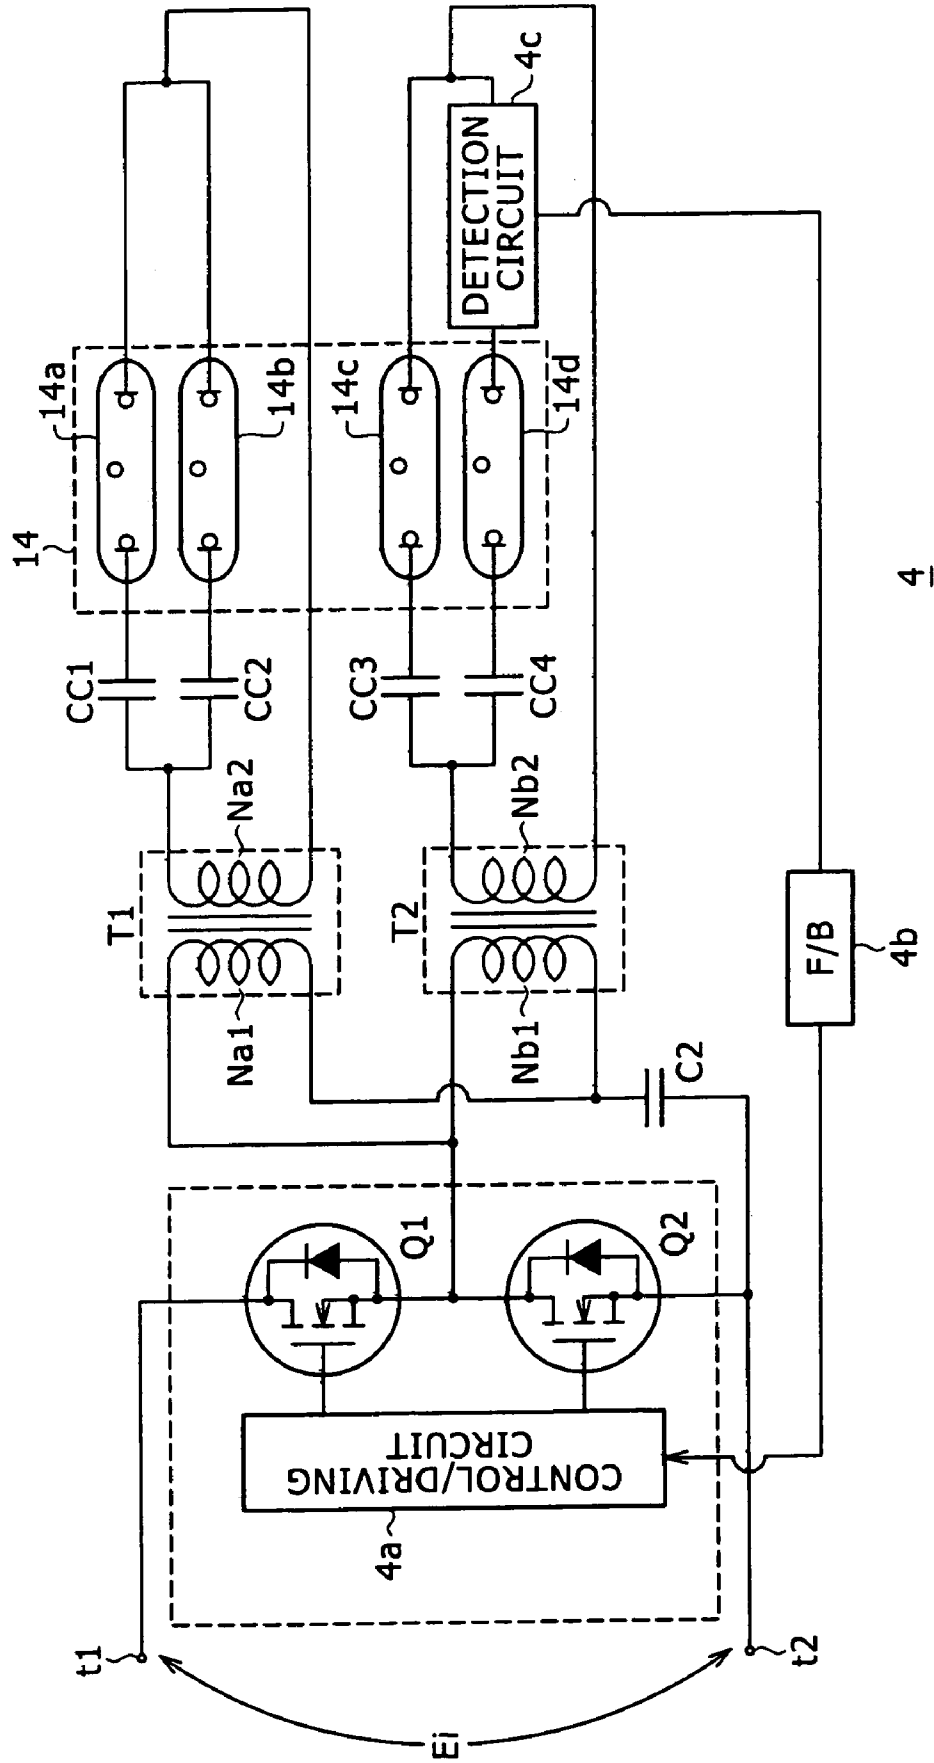 14
14a
14b
14c
14d
CC1
CC2
CC3
CC4
DETECTION
CIRCUIT
4c
T1
Na1
Na2
T2
Nb1
Nb2
C2
Q1
Q2
CONTROL/DRIVING
CIRCUIT
4a
F/B
4b
t1
t2
Ei
4